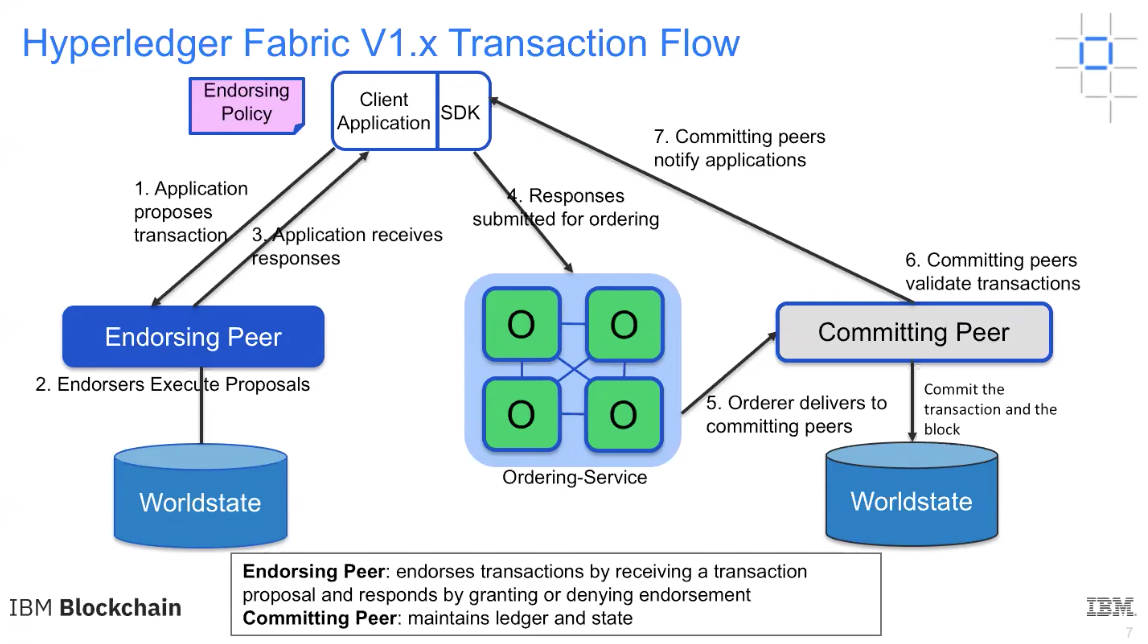 Hyperledger Fabric V1.x Transaction Flow
Endorsing
Policy
Client
Application
SDK
7. Committing peers
notify applications
1. Application
proposes
transaction
4. Responses
submitted for ordering
3. Application receives
responses
6. Committing peers
validate transactions
Endorsing Peer
O
O
Committing Peer
2. Endorsers Execute Proposals
O
O
5. Orderer delivers to
committing peers
Commit the
transaction and the
block
Ordering-Service
Worldstate
Worldstate
Endorsing Peer: endorses transactions by receiving a transaction
proposal and responds by granting or denying endorsement
Committing Peer: maintains ledger and state
IBM Blockchain
IBM.
7